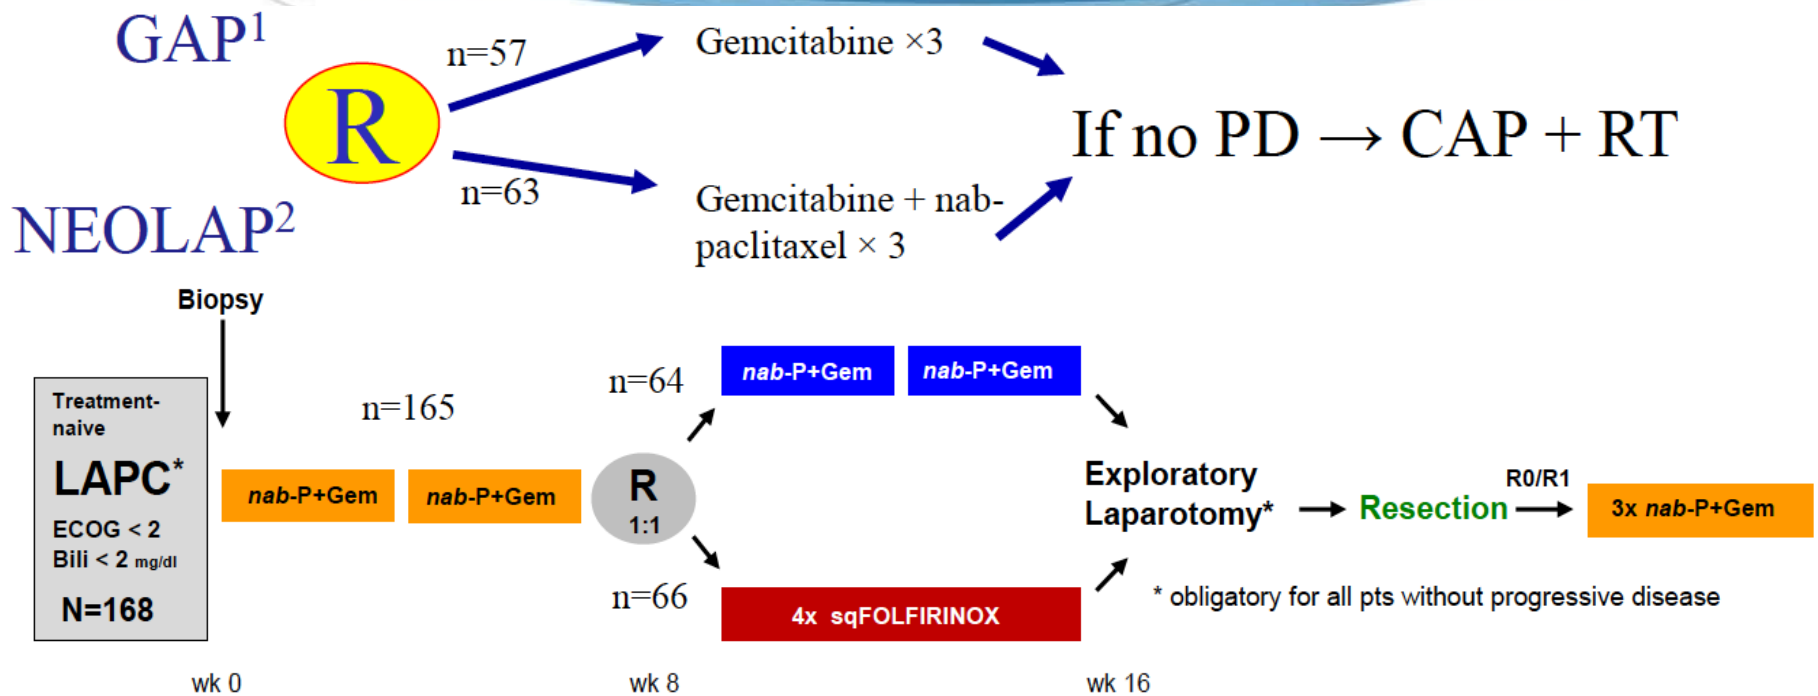 GAP1
n=57
Gemcitabine ×3
R
If no PD → CAP + RT
n=63
Gemcitabine + nab-
paclitaxel × 3
NEOLAP2
Biopsy
Treatment-
naive
LAPC*
ECOG < 2
Bili < 2 mg/dl
N=168
n=165
nab-P+Gem
nab-P+Gem
R
1:1
n=64
nab-P+Gem
nab-P+Gem
n=66
4x sqFOLFIRINOX
Exploratory
Laparotomy*
Resection
R0/R1
3x nab-P+Gem
* obligatory for all pts without progressive disease
wk 0
wk 8
wk 16